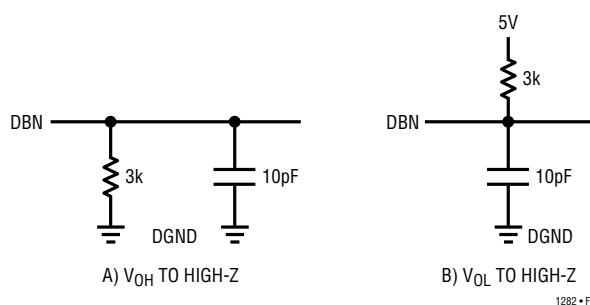 5V
3k
DBN
DBN
3k
10pF
10pF
DGND
DGND
A) VOH TO HIGH-Z
B) VOL TO HIGH-Z
1282 • F